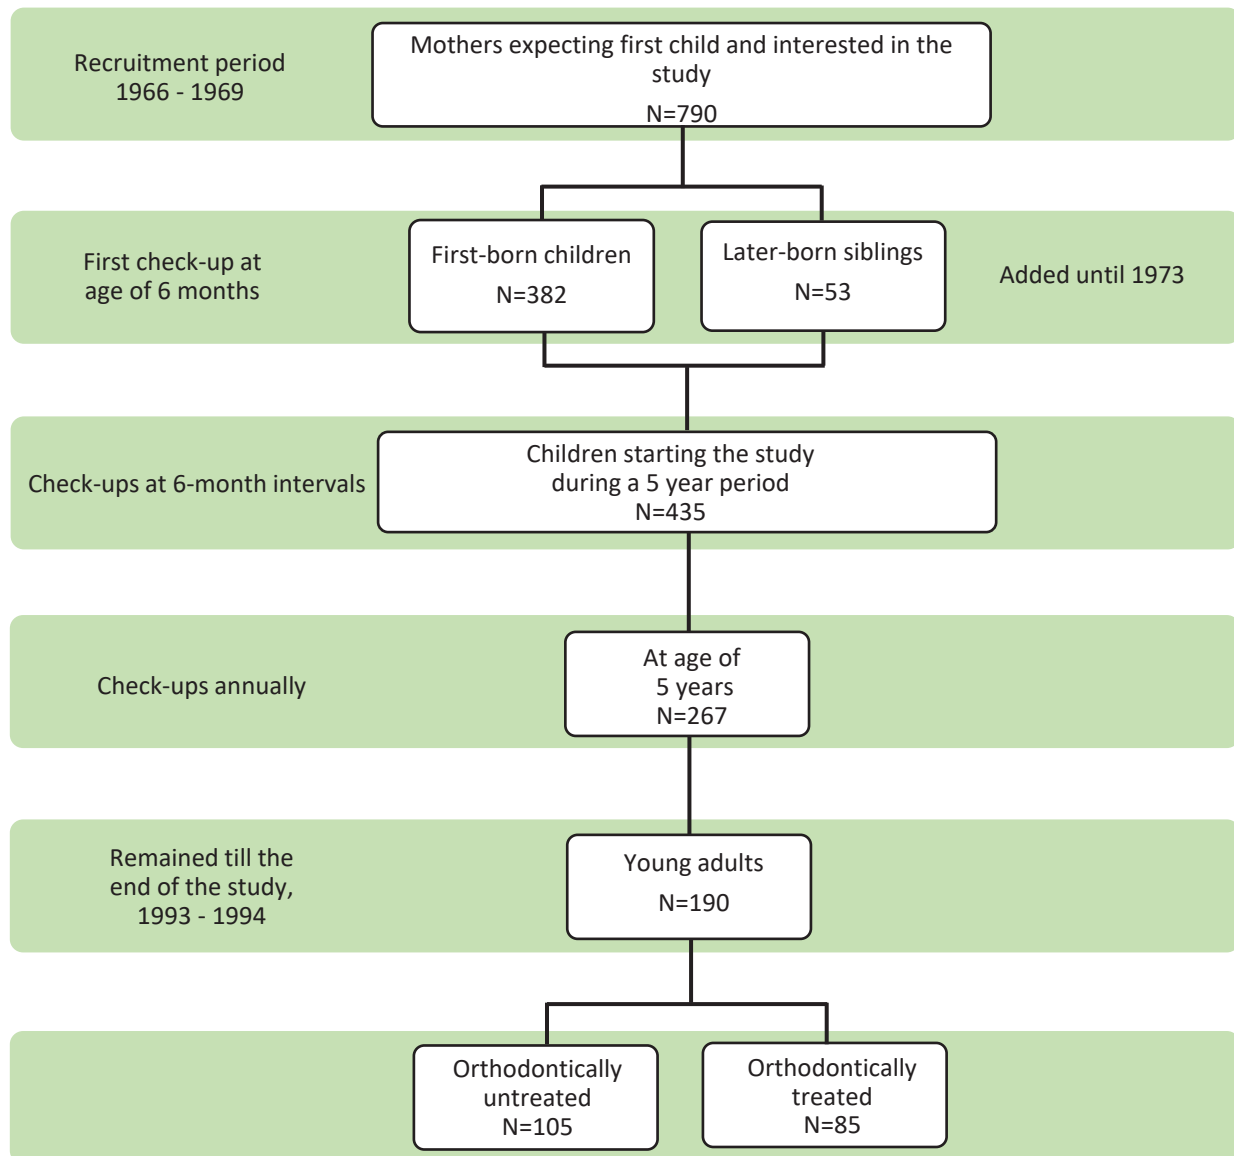 Recruitment period
1966 - 1969
Mothers expecting first child and interested in the
study
N=790
First check-up at
age of 6 months
First-born children
N=382
Later-born siblings
N=53
Added until 1973
Check-ups at 6-month intervals
Children starting the study
during a 5 year period
N=435
Check-ups annually
At age of
5 years
N=267
Remained till the
end of the study,
1993 - 1994
Young adults
N=190
Orthodontically
untreated
N=105
Orthodontically
treated
N=85